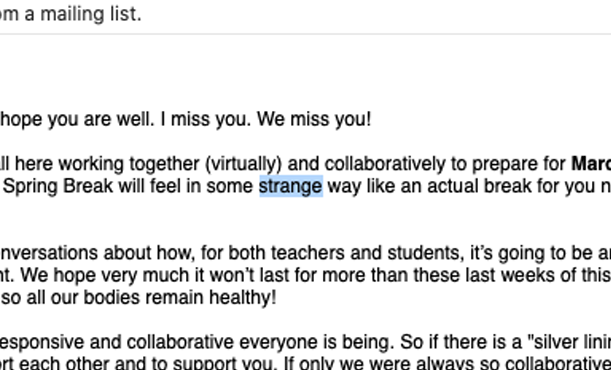 om a mailing list.
hope you are well. I miss you. We miss you!
ll here working together (virtually) and collaboratively to prepare for Marc
Spring Break will feel in some strange way like an actual break for you n
nversations about how, for both teachers and students, it's going to be an
nt. We hope very much it won't last for more than these last weeks of this
so all our bodies remain healthy!
esponsive and collaborative everyone is being. So if there is a "silver linin
ort each other and to support you. If only we were always so collaborative